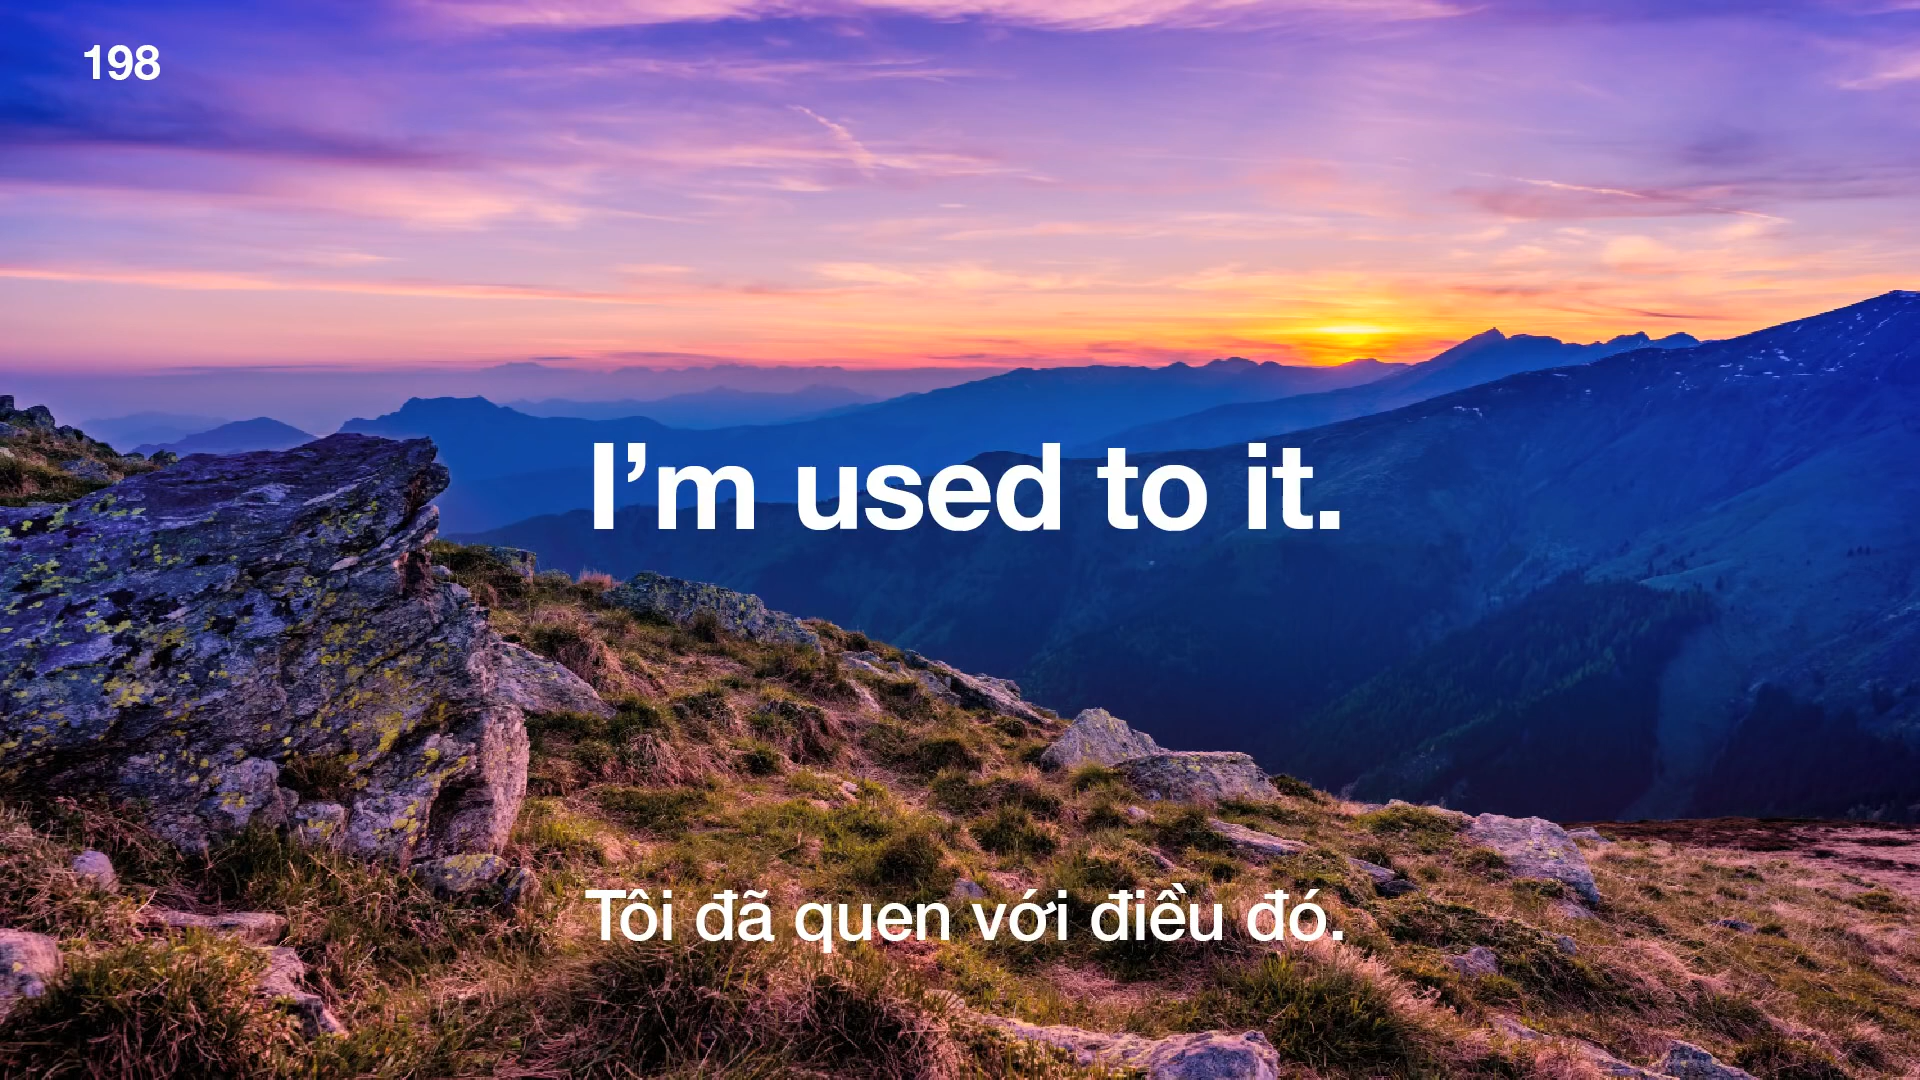 198
I’m used to it.
Tôi đã quen với điều đó.